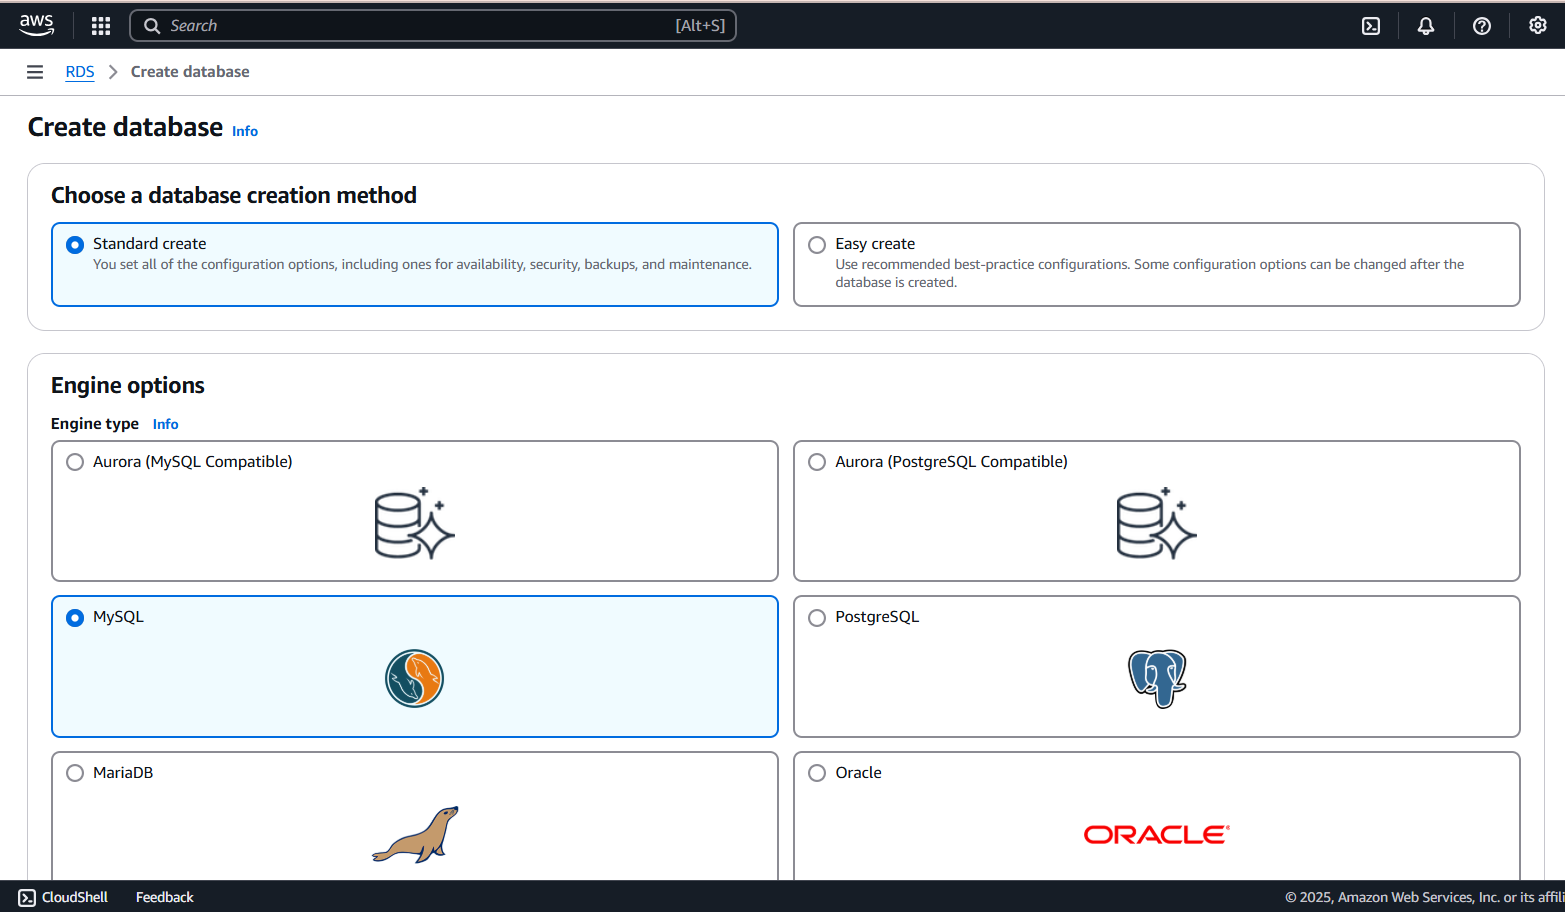 aws
Search [Alt+S]
RDS Create database
Create database Info
Choose a database creation method
Standard create
You set all of the configuration options, including ones for availability, security, backups, and maintenance.
Easy create
Use recommended best-practice configurations. Some configuration options can be changed after the
database is created.
Engine options
Engine type Info
Aurora (MySQL Compatible)
Aurora (PostgreSQL Compatible)
MySQL
PostgreSQL
MariaDB
Oracle
ORACLE®
CloudShell Feedback © 2025, Amazon Web Services, Inc. or its affili